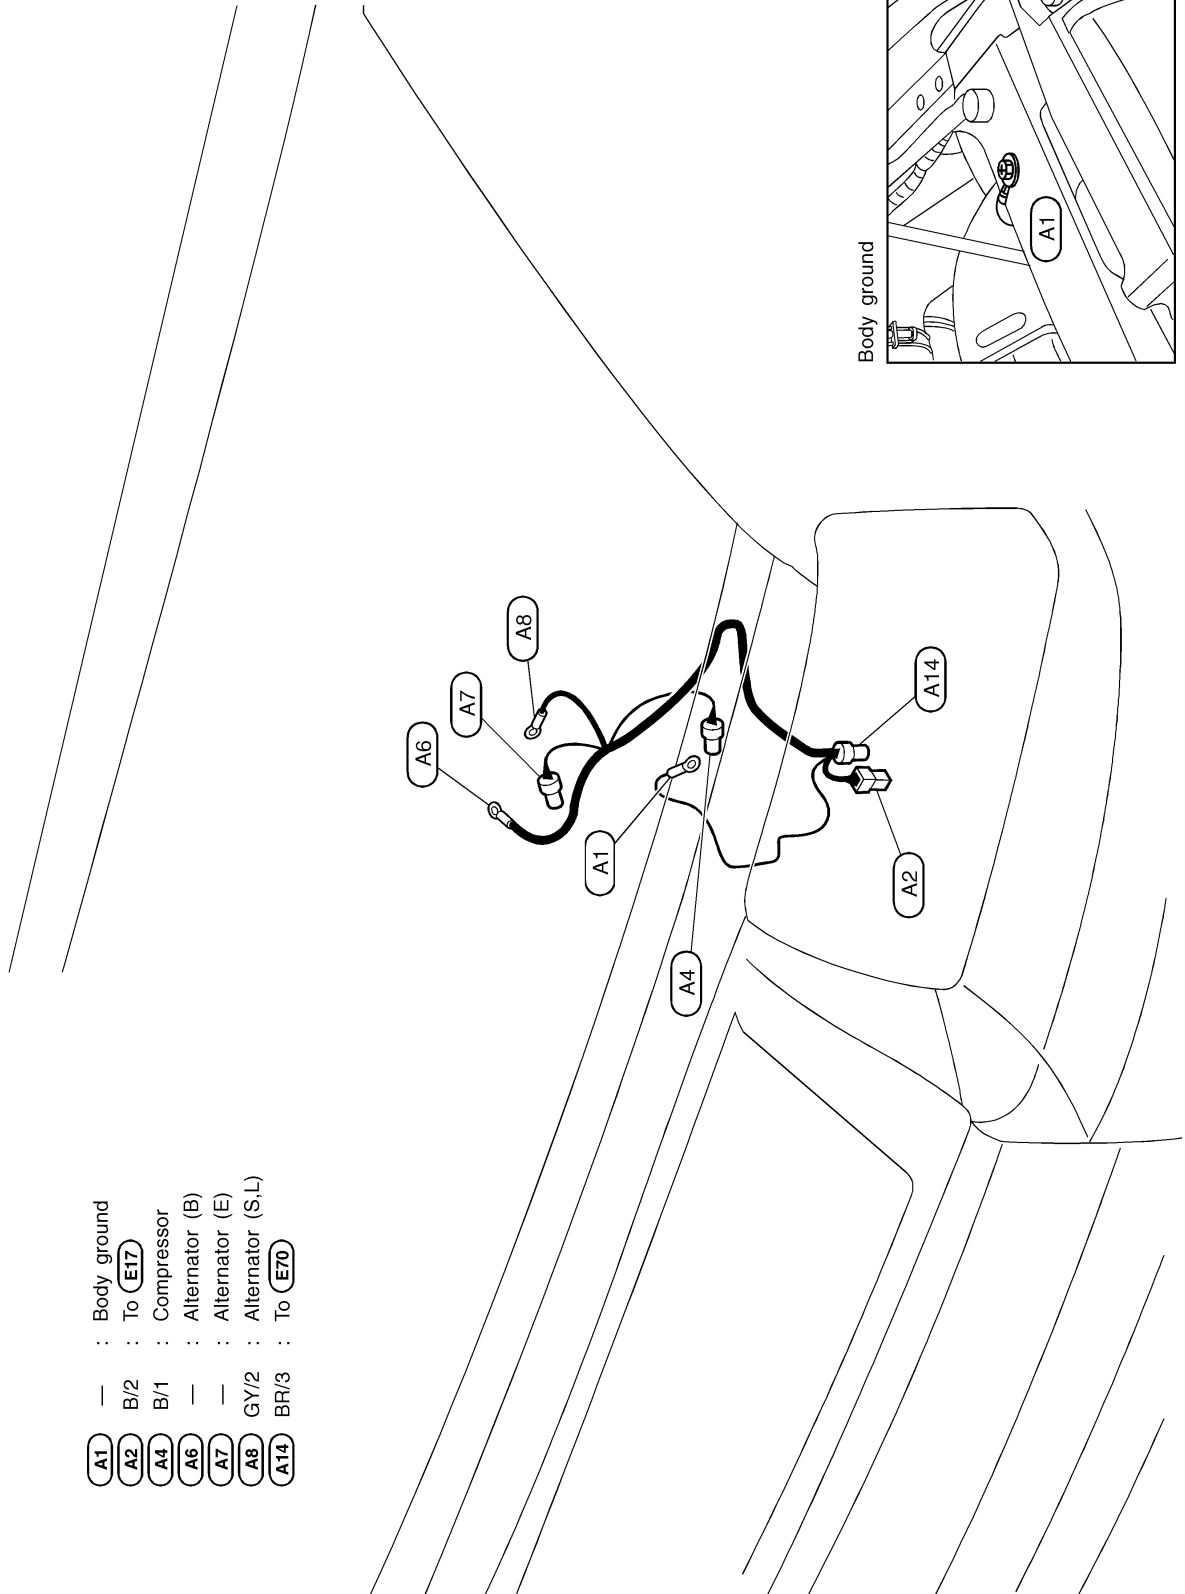 A1 — : Body ground
A2 B/2 : To E17
A4 B/1 : Compressor
A6 — : Alternator (B)
A7 — : Alternator (E)
A8 GY/2 : Alternator (S,L)
A14 BR/3 : To E70
A6
A7
A8
A1
A4
A2
A14
Body ground
A1